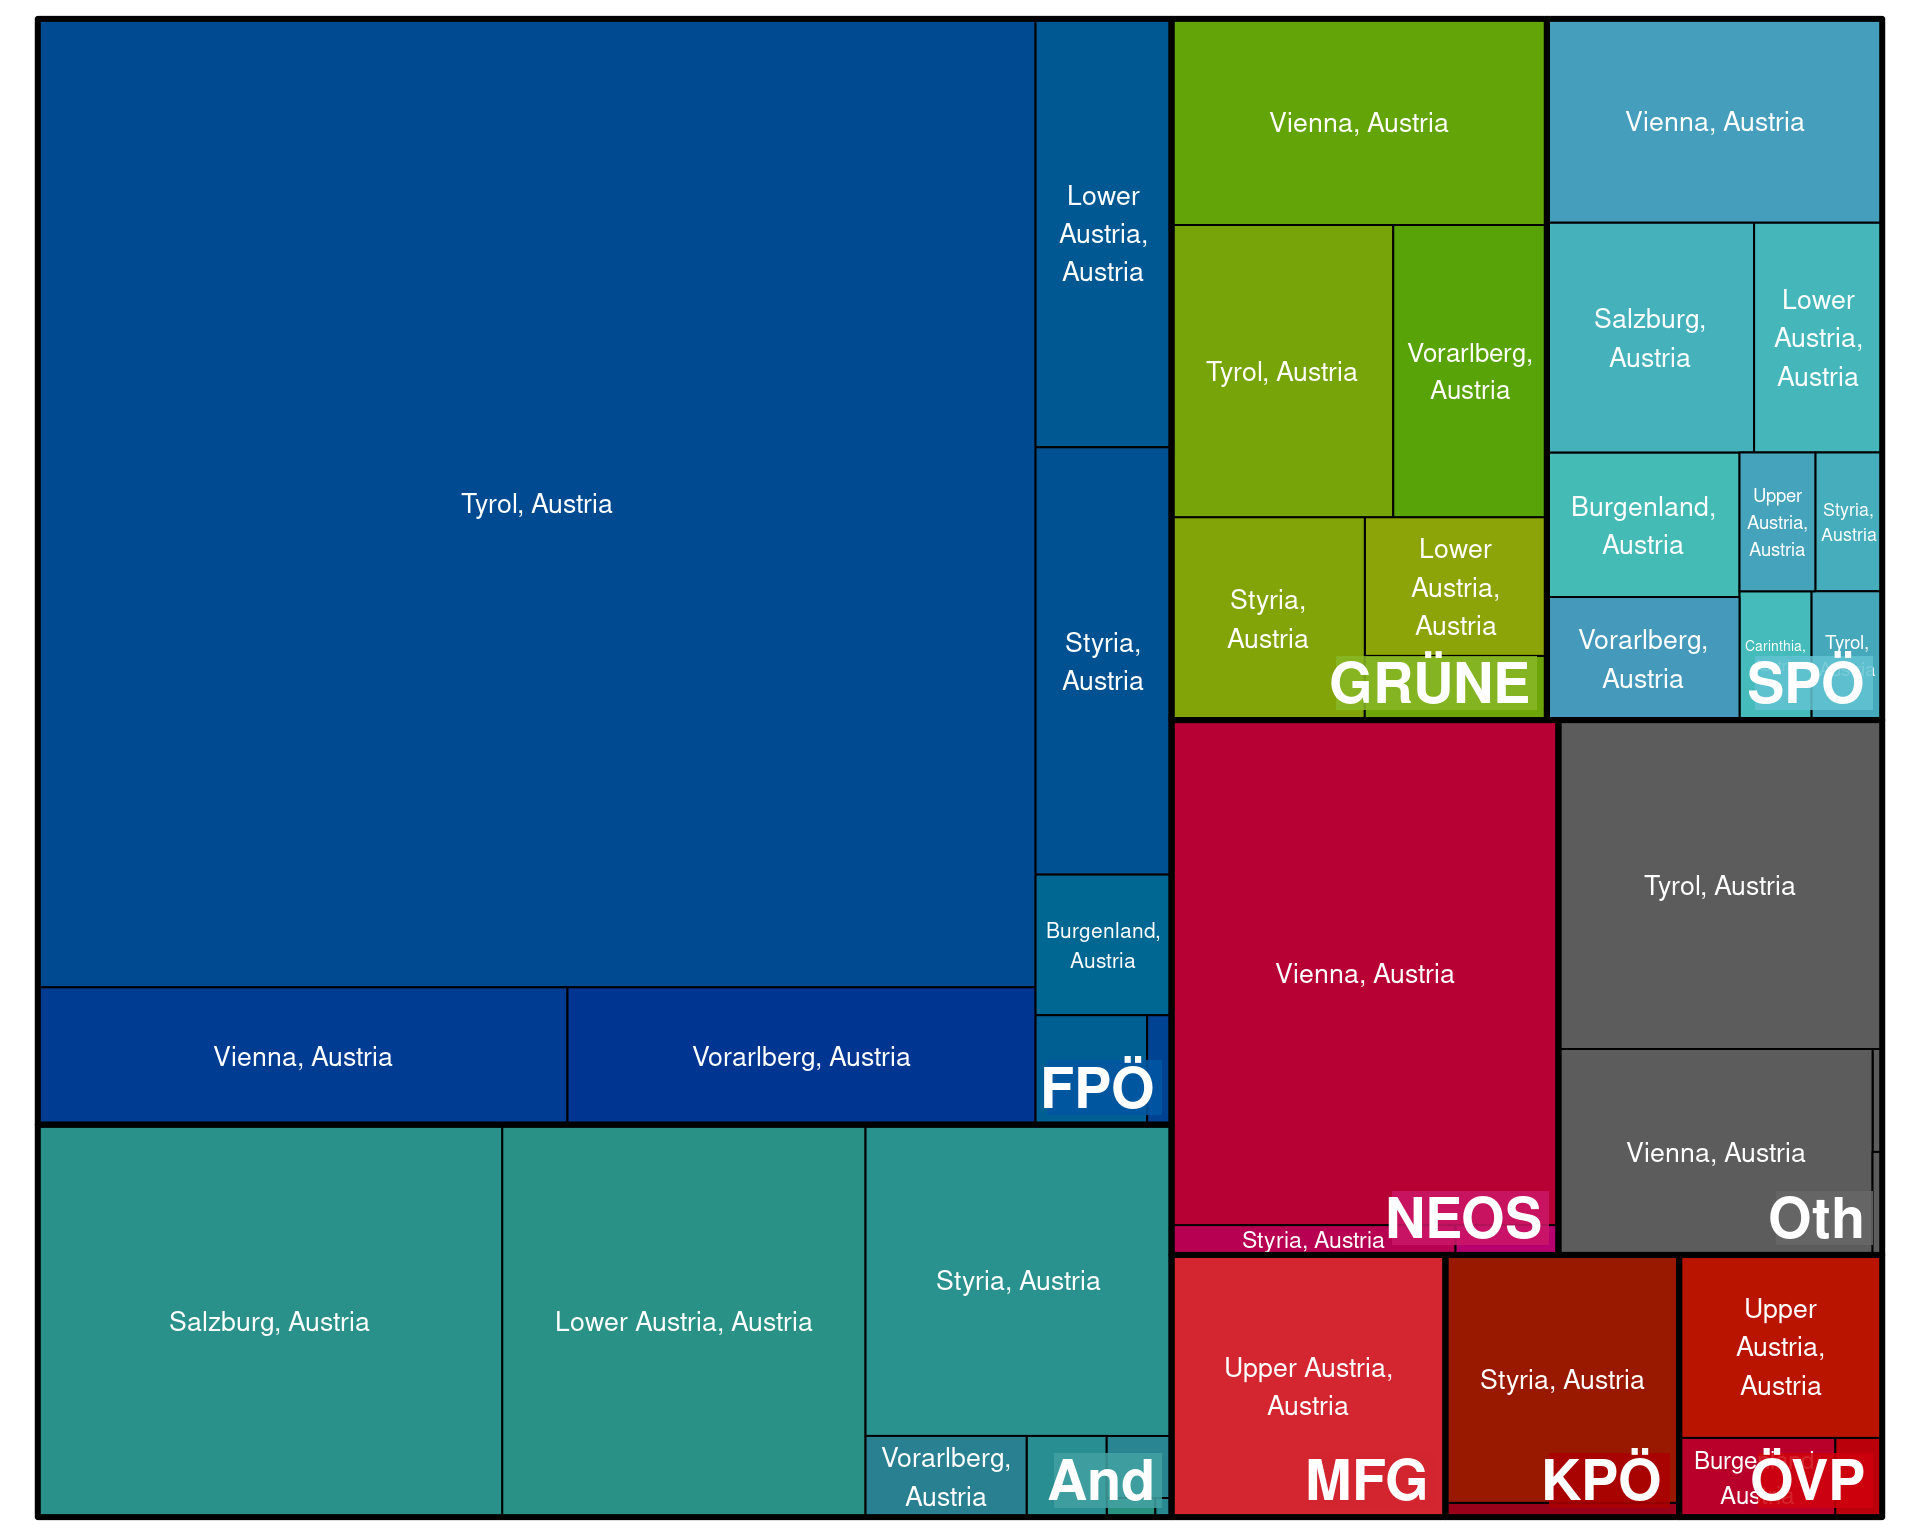 Tyrol, Austria
Lower
Austria,
Austria
Styria,
Austria
Burgenland,
Austria
Vienna, Austria
Vorarlberg, Austria
FPÖ
Salzburg, Austria
Lower Austria, Austria
Styria, Austria
Vorarlberg,
Austria
And
Vienna, Austria
Tyrol, Austria
Vorarlberg,
Austria
Styria,
Austria
Lower
Austria,
Austria
GRÜNE
Vienna, Austria
Salzburg,
Austria
Lower
Austria,
Austria
Burgenland,
Austria
Upper
Austria,
Austria
Styria,
Austria
Vorarlberg,
Austria
Carinthia,
Tyrol,
SPÖ
Vienna, Austria
Styria, Austria
NEOS
Tyrol, Austria
Vienna, Austria
Oth
Upper Austria,
Austria
MFG
Styria, Austria
KPÖ
Upper
Austria,
Austria
Burgenland,
Austria
ÖVP